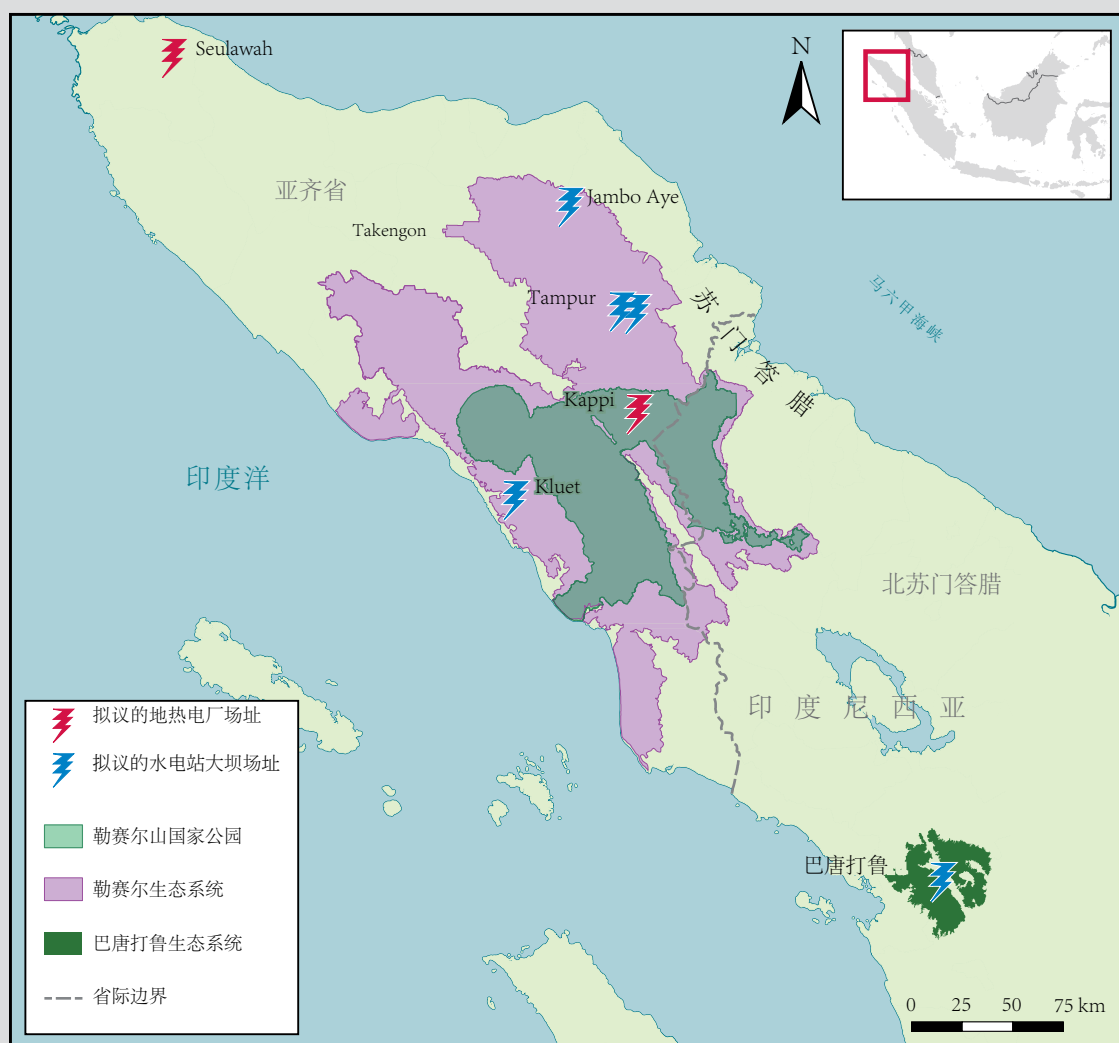 Seulawah
N
亚齐省
Jambo Aye
Takengon
Tampur
马六甲海峡
苏门答腊
Kappi
印度洋
Kluet
北苏门答腊
印度尼西亚
巴唐打鲁
拟议的地热电厂场址
拟议的水电站大坝场址
勒赛尔山国家公园
勒赛尔生态系统
巴唐打鲁生态系统
省际边界
0 25 50 75 km